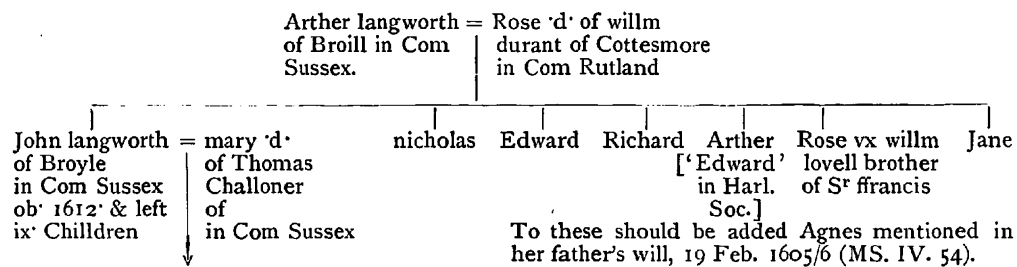 Arther langworth = Rose ·d· of willm
of Broill in Com durant of Cottesmore
Sussex. in Com Rutland
John langworth = mary ·d· nicholas Edward Richard Arther Rose vx willm Jane
of Broyle of Thomas ['Edward' lovell brother
in Com Sussex Challoner in Harl. of Sʳ ffrancis
ob· 1612· & left of Soc.]
ix· Chilldren in Com Sussex To these should be added Agnes mentioned in
her father's will, 19 Feb. 1605/6 (MS. IV. 54).